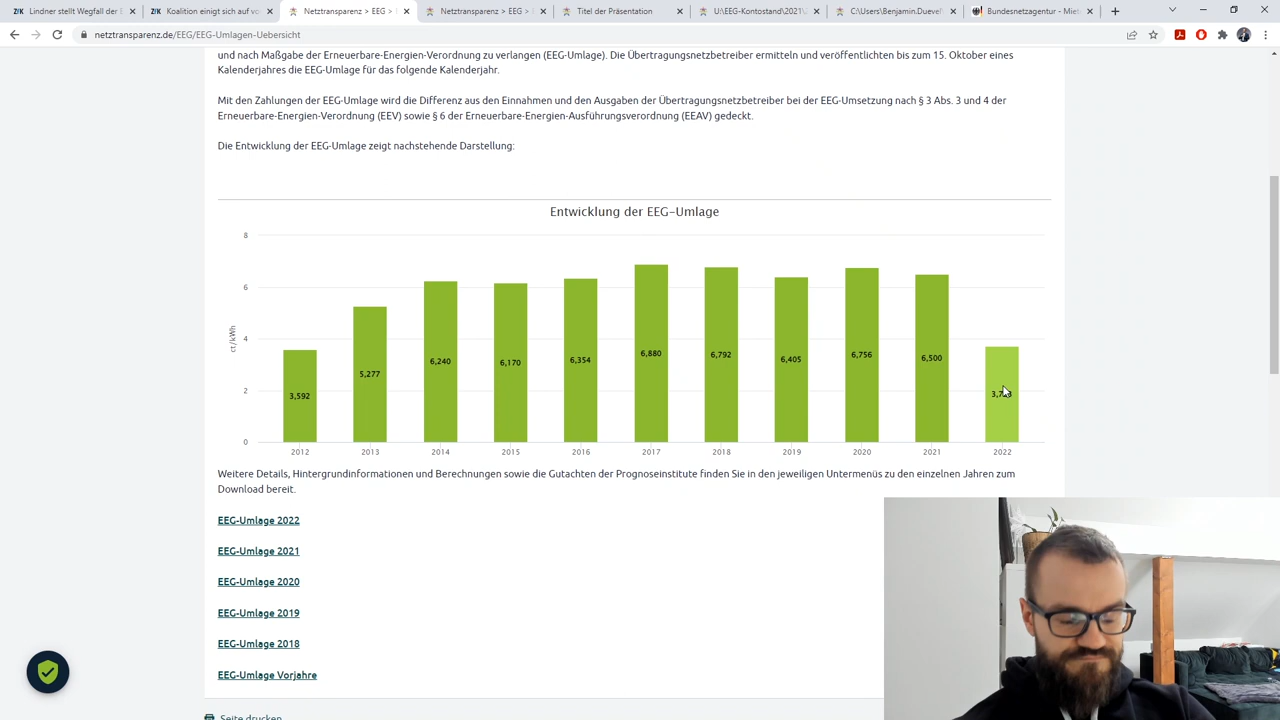 Lindner stellt Wegfall der E
Koalition einigt sich auf vo
Netztransparenz > EEG >
Netztransparenz > EEG >
Titel der Präsentation
U:\EEG-Kontostand\2021\
C:\Users\Benjamin.Duevel
Bundesnetzagentur - Miet
netztransparenz.de/EEG/EEG-Umlagen-Uebersicht
und nach Maßgabe der Erneuerbare-Energien-Verordnung zu verlangen (EEG-Umlage). Die Übertragungsnetzbetreiber ermitteln und veröffentlichten bis zum 15. Oktober eines
Kalenderjahres die EEG-Umlage für das folgende Kalenderjahr.
Mit den Zahlungen der EEG-Umlage wird die Differenz aus den Einnahmen und den Ausgaben der Übertragungsnetzbetreiber bei der EEG-Umsetzung nach § 3 Abs. 3 und 4 der
Erneuerbare-Energien-Verordnung (EEV) sowie § 6 der Erneuerbare-Energien-Ausführungsverordnung (EEAV) gedeckt.
Die Entwicklung der EEG-Umlage zeigt nachstehende Darstellung:
Entwicklung der EEG-Umlage
8
6
4
2
0
ct/kWh
3,592
5,277
6,240
6,170
6,354
6,880
6,792
6,405
6,756
6,500
2012
2013
2014
2015
2016
2017
2018
2019
2020
2021
2022
Weitere Details, Hintergrundinformationen und Berechnungen sowie die Gutachten der Prognoseinstitute finden Sie in den jeweiligen Untermenüs zu den einzelnen Jahren zum
Download bereit.
EEG-Umlage 2022
EEG-Umlage 2021
EEG-Umlage 2020
EEG-Umlage 2019
EEG-Umlage 2018
EEG-Umlage Vorjahre
Seite drucken